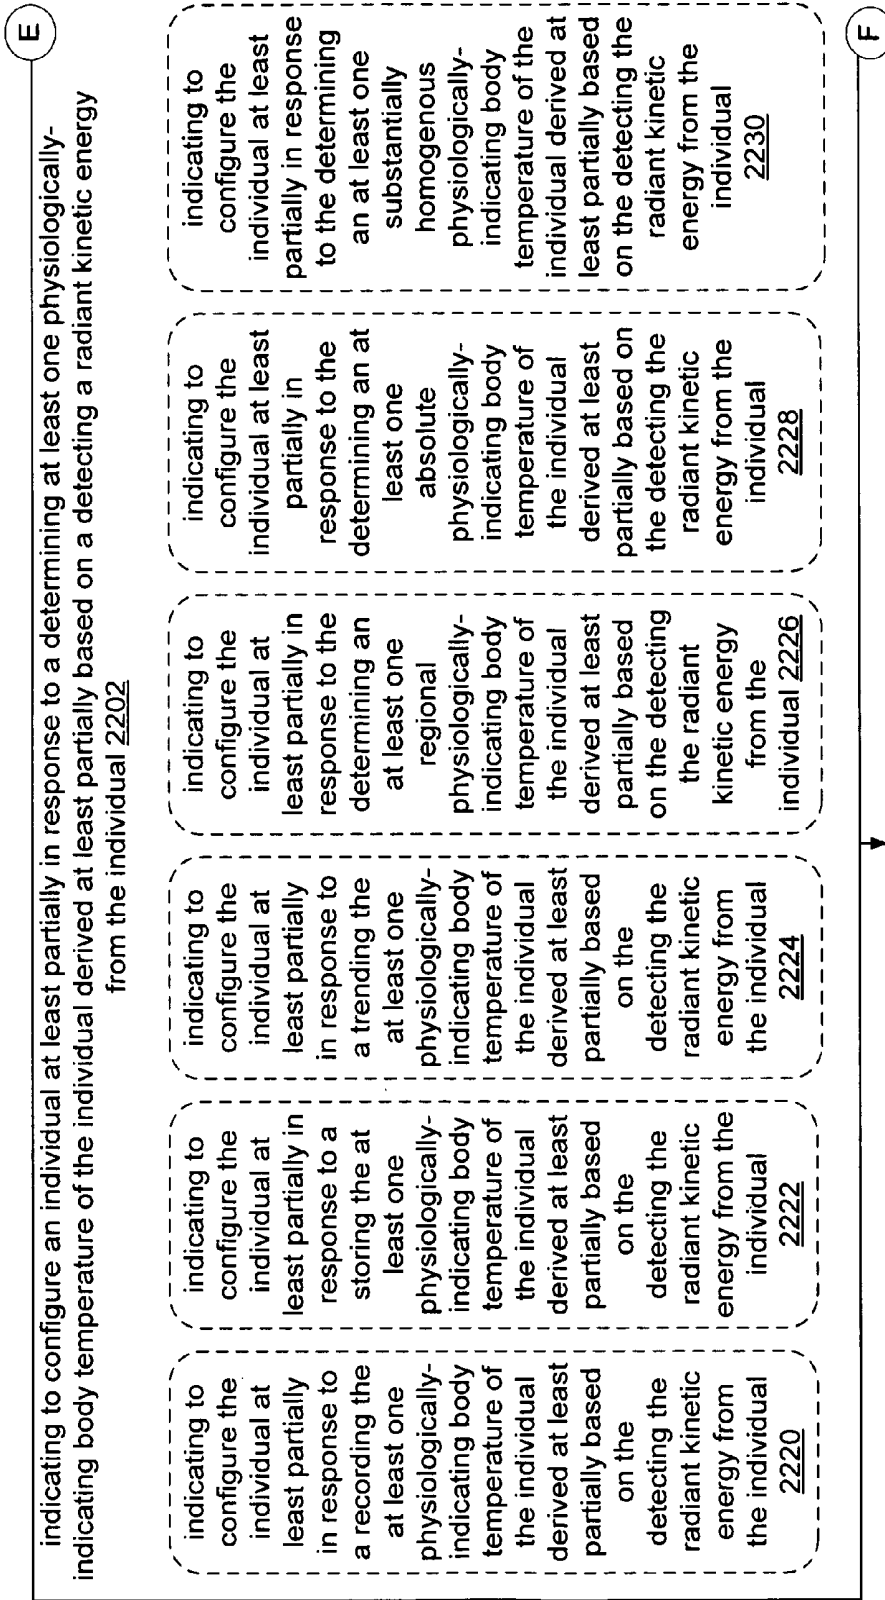 E
indicating to configure an individual at least partially in response to a determining at least one physiologically-
indicating body temperature of the individual derived at least partially based on a detecting a radiant kinetic energy
from the individual 2202
indicating to
configure the
individual at
least partially
in response to
a recording the
at least one
physiologically-
indicating body
temperature of
the individual
derived at least
partially based
on the
detecting the
radiant kinetic
energy from
the individual
2220
indicating to
configure the
individual at
least partially in
response to a
storing the at
least one
physiologically-
indicating body
temperature of
the individual
derived at least
partially based
on the
detecting the
radiant kinetic
energy from the
individual
2222
indicating to
configure the
individual at
least partially
in response to
a trending the
at least one
physiologically-
indicating body
temperature of
the individual
derived at least
partially based
on the
detecting the
radiant kinetic
energy from
the individual
2224
indicating to
configure the
individual at
least partially in
response to the
determining an
at least one
regional
physiologically-
indicating body
temperature of
the individual
derived at least
partially based
on the detecting
the radiant
kinetic energy
from the
individual 2226
indicating to
configure the
individual at least
partially in
response to the
determining an at
least one
absolute
physiologically-
indicating body
temperature of
the individual
derived at least
partially based on
the detecting the
radiant kinetic
energy from the
individual
2228
indicating to
configure the
individual at least
partially in response
to the determining
an at least one
substantially
homogenous
physiologically-
indicating body
temperature of the
individual derived at
least partially based
on the detecting the
radiant kinetic
energy from the
individual
2230
F